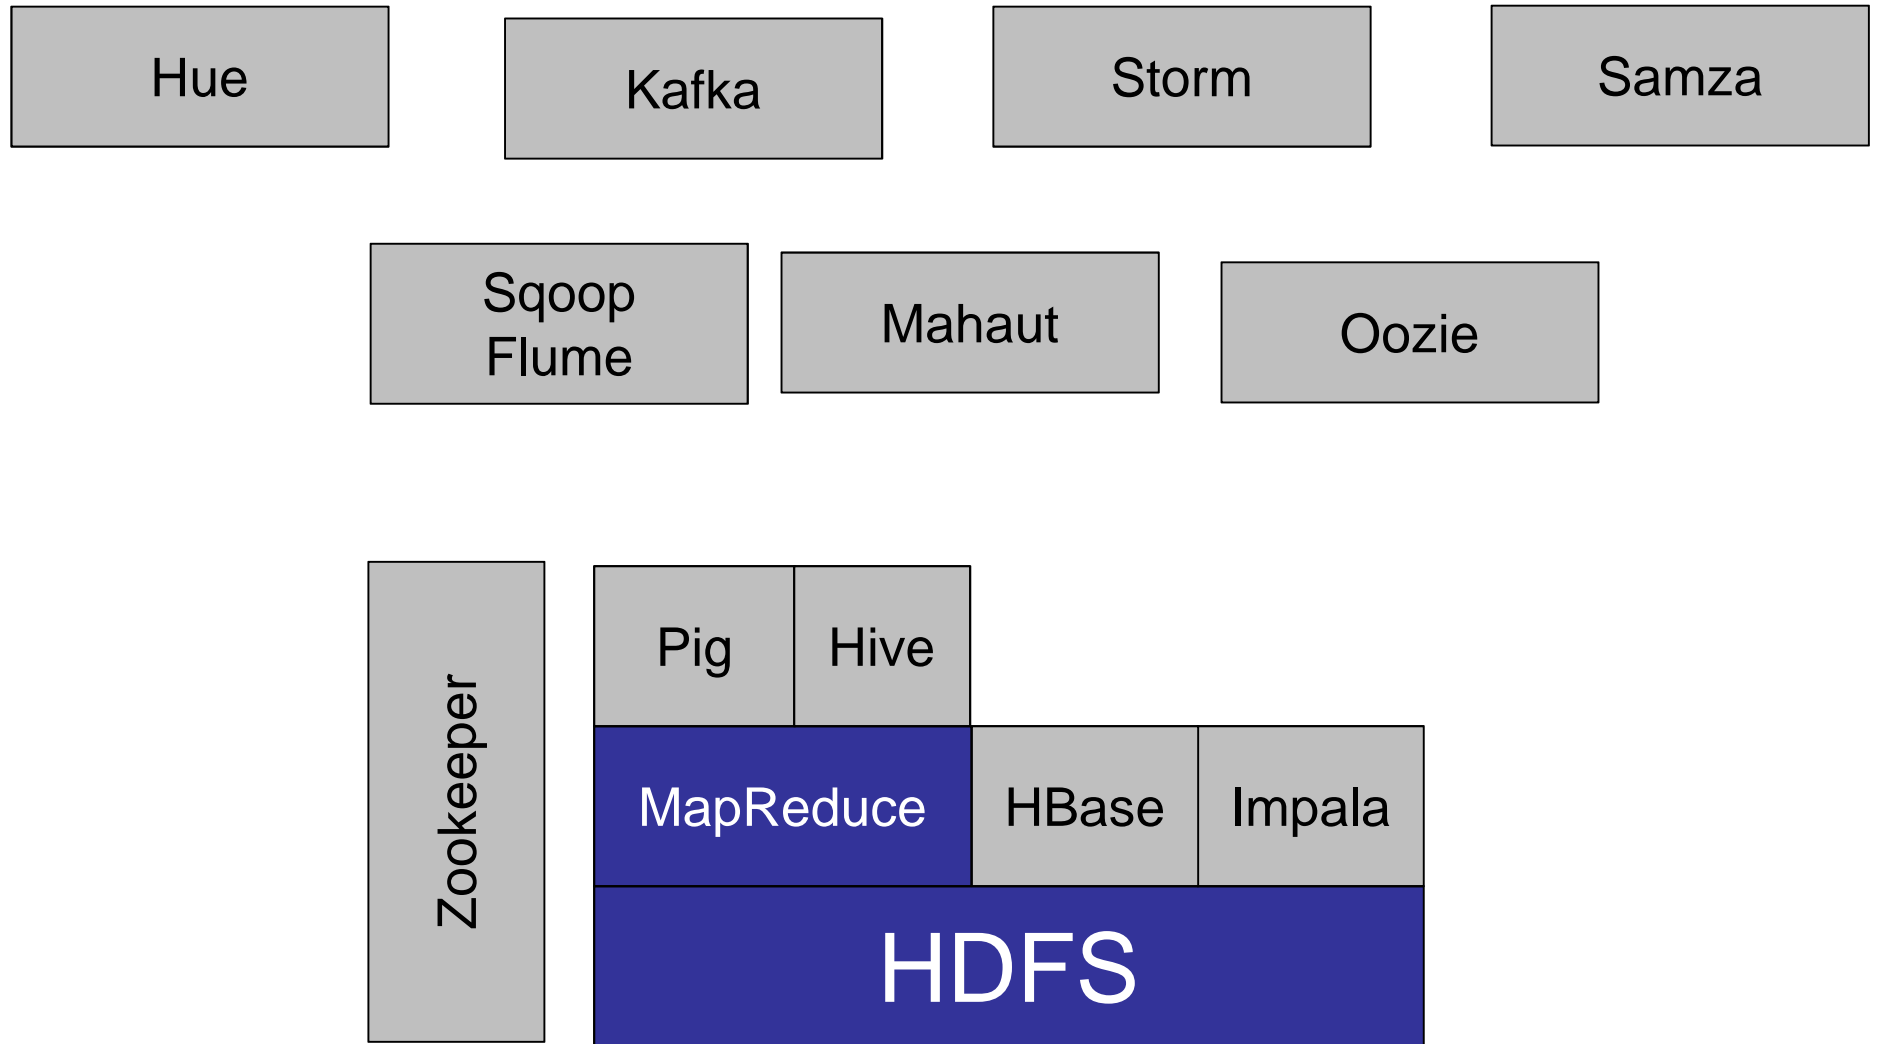 Hue
Kafka
Storm
Samza
Sqoop
Flume
Mahaut
Oozie
Zookeeper
Pig
Hive
MapReduce
HBase
Impala
HDFS